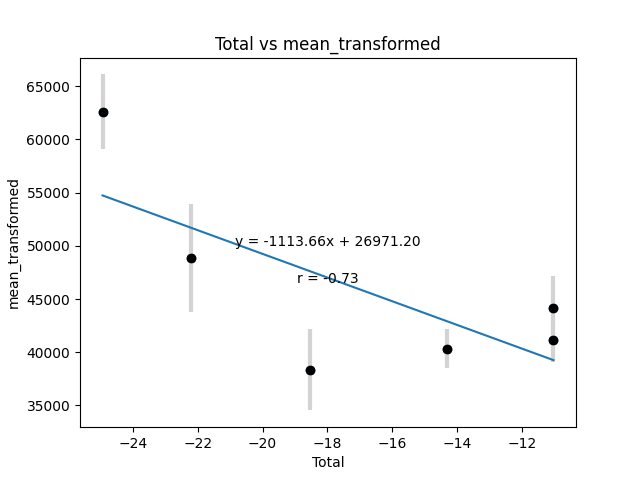 Total vs mean_transformed
65000
60000
55000
50000
45000
40000
35000
mean_transformed
y = -1113.66x + 26971.20
r = -0.73
−24
−22
−20
−18
−16
−14
−12
Total